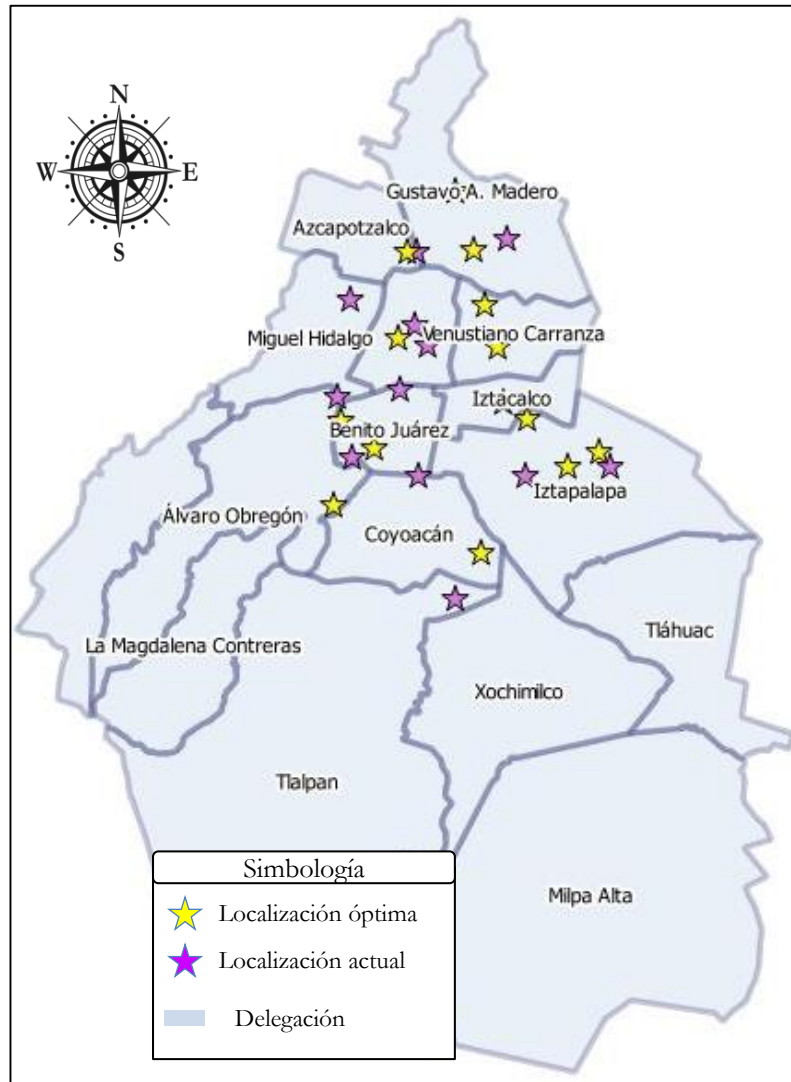 N
W
E
S
Gustavo A. Madero
Azcapotzalco
Miguel Hidalgo
Venustiano Carranza
Iztacalco
Benito Juárez
Iztapalapa
Álvaro Obregón
Coyoacán
Tláhuac
La Magdalena Contreras
Xochimilco
Tlalpan
Milpa Alta
Simbología
Localización óptima
Localización actual
Delegación